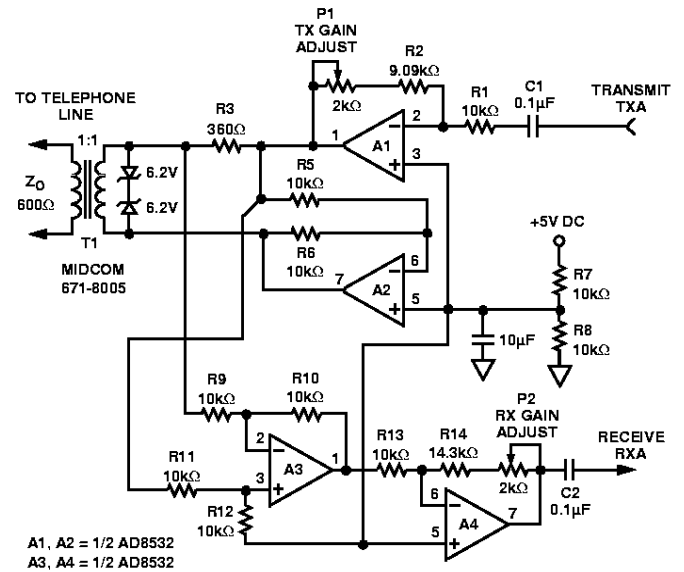 P1
TX GAIN
ADJUST
2kΩ
R2
9.09kΩ
R1
10kΩ
C1
0.1µF
TRANSMIT
TXA
TO TELEPHONE
LINE
1:1
R3
360Ω
1
2
3
A1
6.2V
6.2V
ZO
600Ω
T1
MIDCOM
671-8005
R5
10kΩ
R6
10kΩ
7
6
5
A2
+5V DC
R7
10kΩ
R8
10kΩ
10µF
R9
10kΩ
R10
10kΩ
P2
RX GAIN
ADJUST
2
3
1
A3
R11
10kΩ
R12
10kΩ
R13
10kΩ
R14
14.3kΩ
2kΩ
6
5
7
A4
C2
0.1µF
RECEIVE
RXA
A1, A2 = 1/2 AD8532
A3, A4 = 1/2 AD8532